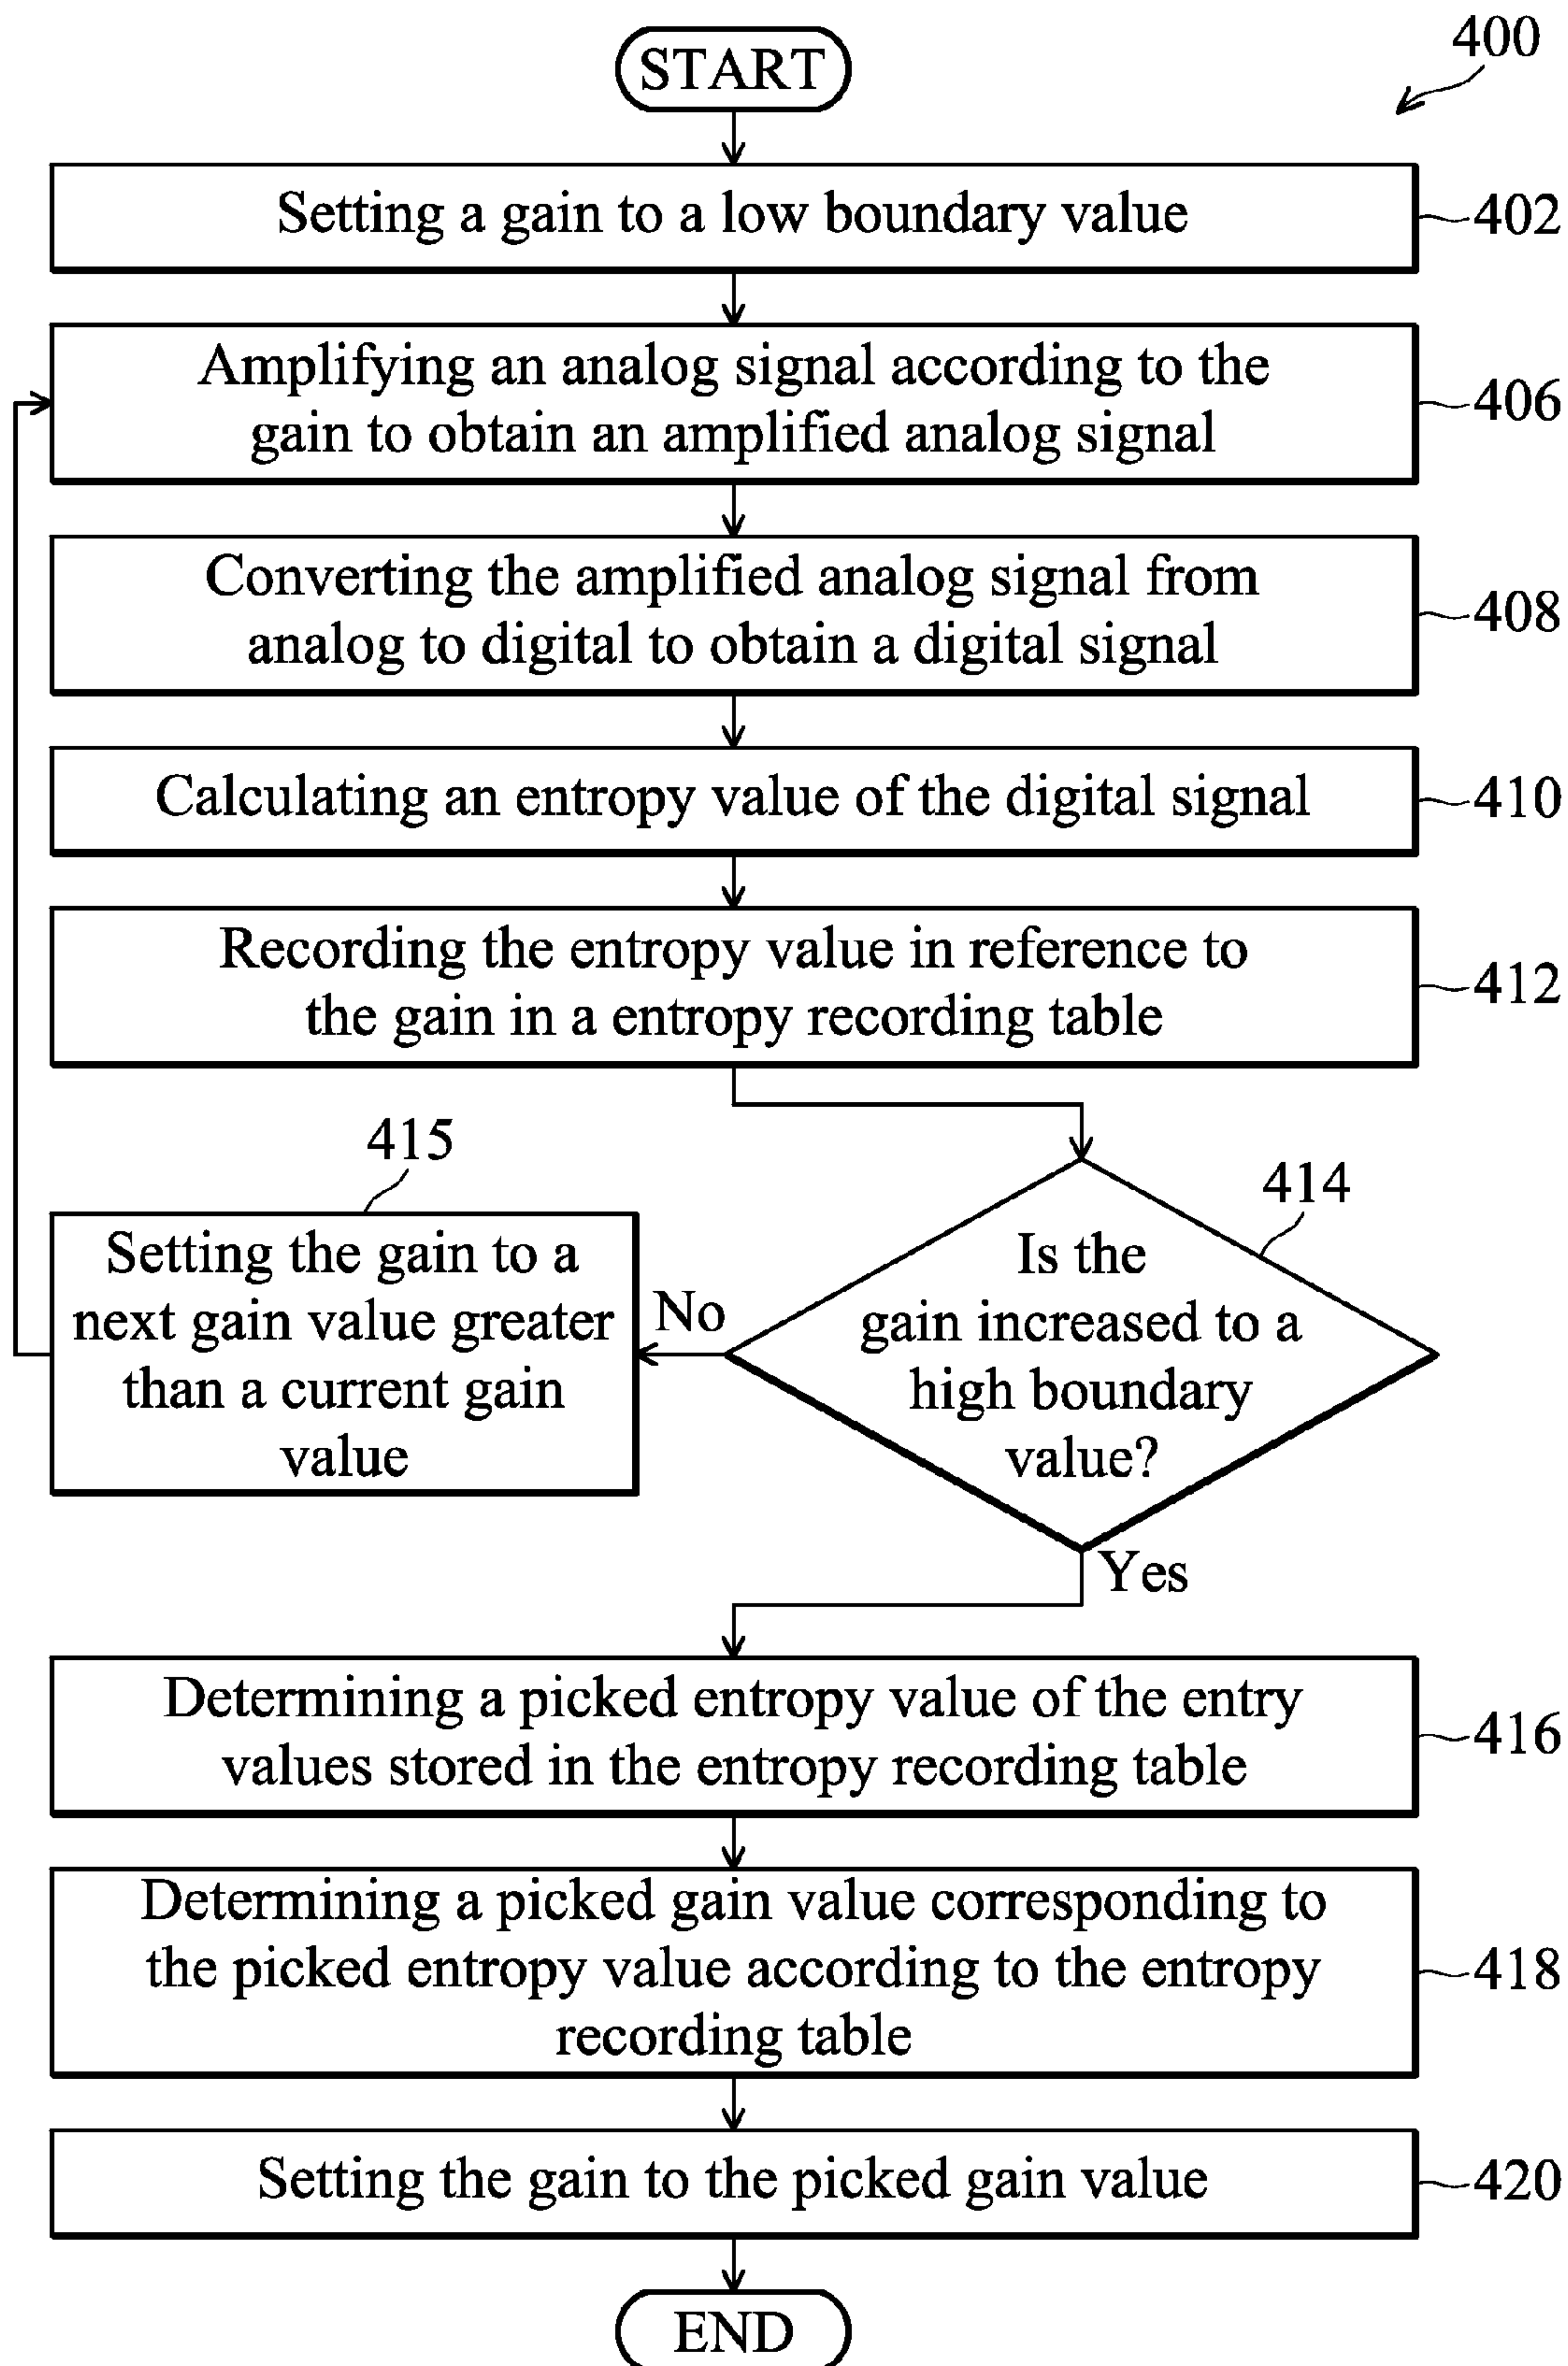 400
START
Setting a gain to a low boundary value
402
Amplifying an analog signal according to the
gain to obtain an amplified analog signal
406
Converting the amplified analog signal from
analog to digital to obtain a digital signal
408
Calculating an entropy value of the digital signal
410
Recording the entropy value in reference to
the gain in a entropy recording table
412
415
Setting the gain to a
next gain value greater
than a current gain
value
No
414
Is the
gain increased to a
high boundary
value?
Yes
Determining a picked entropy value of the entry
values stored in the entropy recording table
416
Determining a picked gain value corresponding to
the picked entropy value according to the entropy
recording table
418
Setting the gain to the picked gain value
420
END